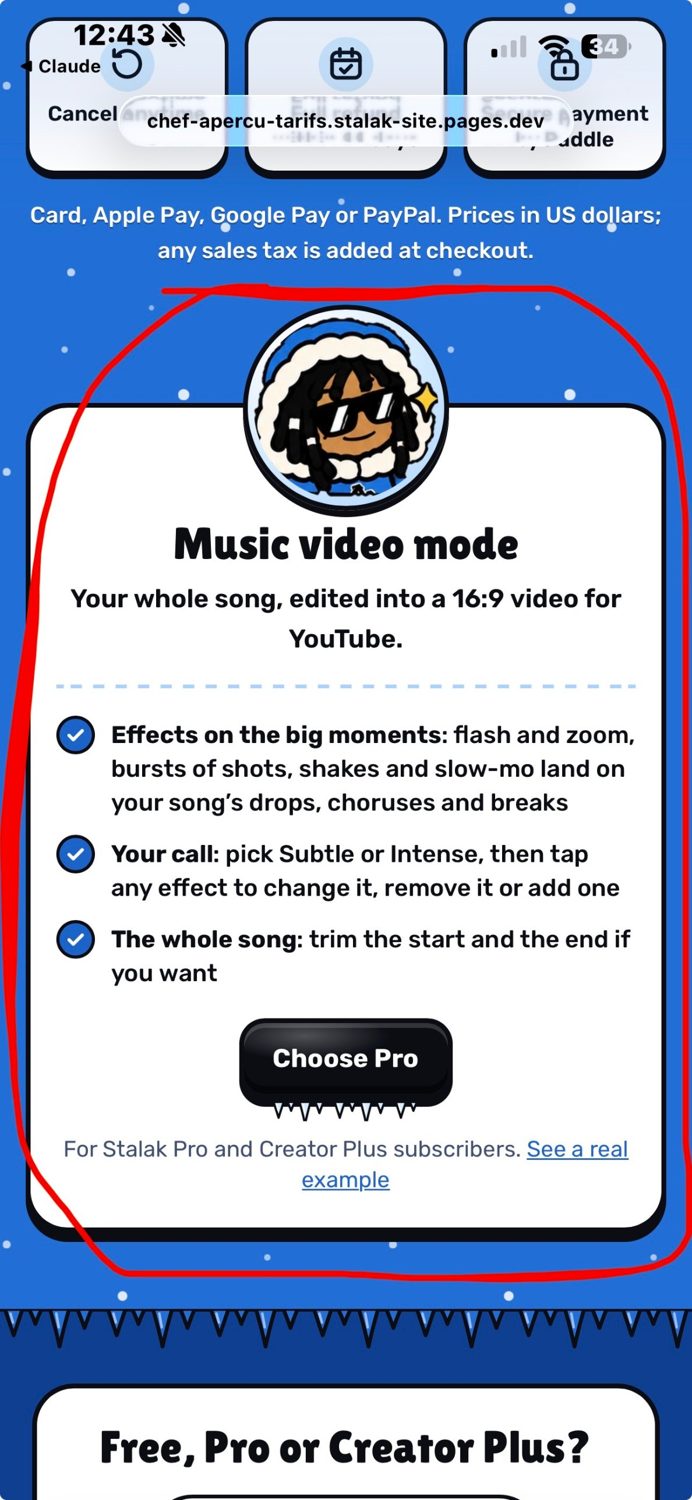 12:43
34
Claude
Cancel
ayment
chef-apercu-tarifs.stalak-site.pages.dev
Card, Apple Pay, Google Pay or PayPal. Prices in US dollars;
any sales tax is added at checkout.
Music video mode
Your whole song, edited into a 16:9 video for
YouTube.
Effects on the big moments: flash and zoom,
bursts of shots, shakes and slow-mo land on
your song’s drops, choruses and breaks
Your call: pick Subtle or Intense, then tap
any effect to change it, remove it or add one
The whole song: trim the start and the end if
you want
Choose Pro
For Stalak Pro and Creator Plus subscribers. See a real
example
Free, Pro or Creator Plus?